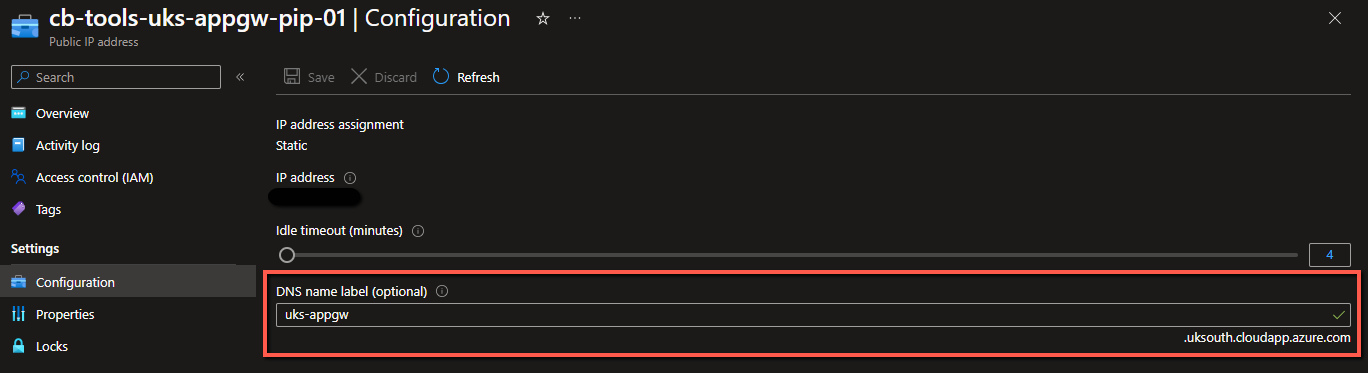 cb-tools-uks-appgw-pip-01 | Configuration ☆ ···
Public IP address
Search «
Save Discard Refresh
Overview
Activity log
Access control (IAM)
Tags
Settings
Configuration
Properties
Locks
IP address assignment
Static
IP address
Idle timeout (minutes)
4
DNS name label (optional)
uks-appgw
.uksouth.cloudapp.azure.com